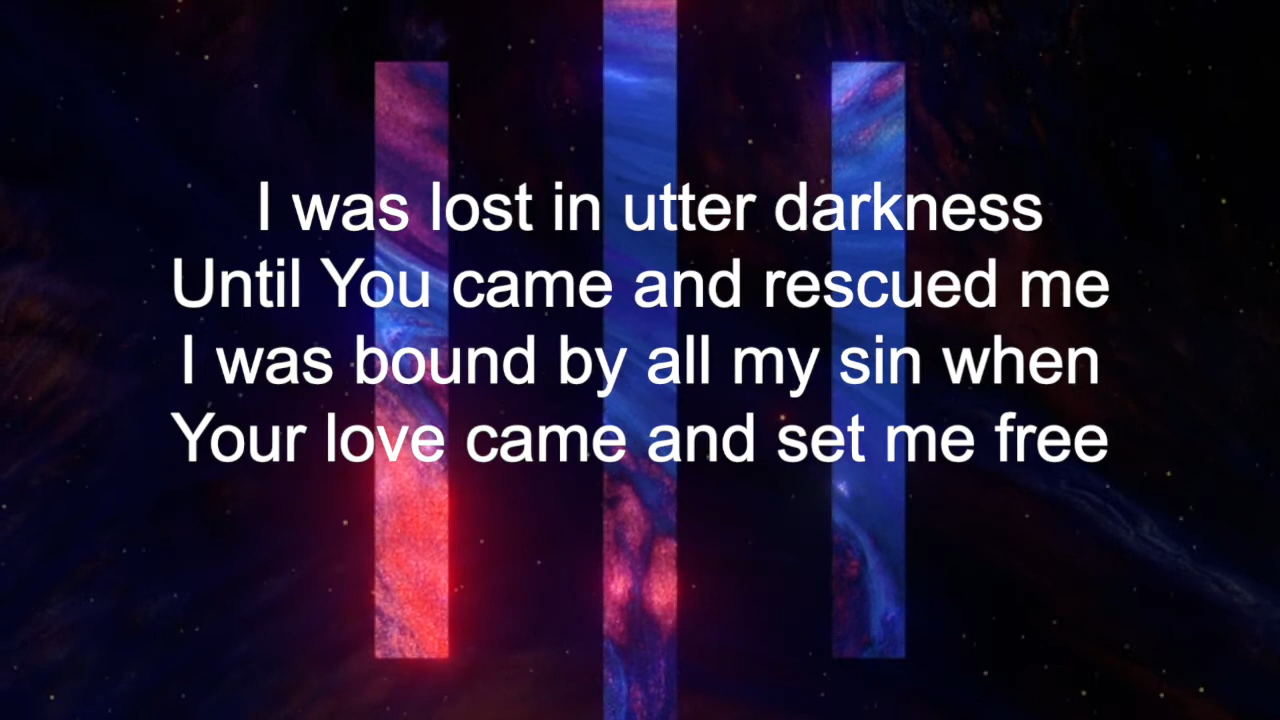 I was lost in utter darkness
Until You came and rescued me
I was bound by all my sin when
Your love came and set me free